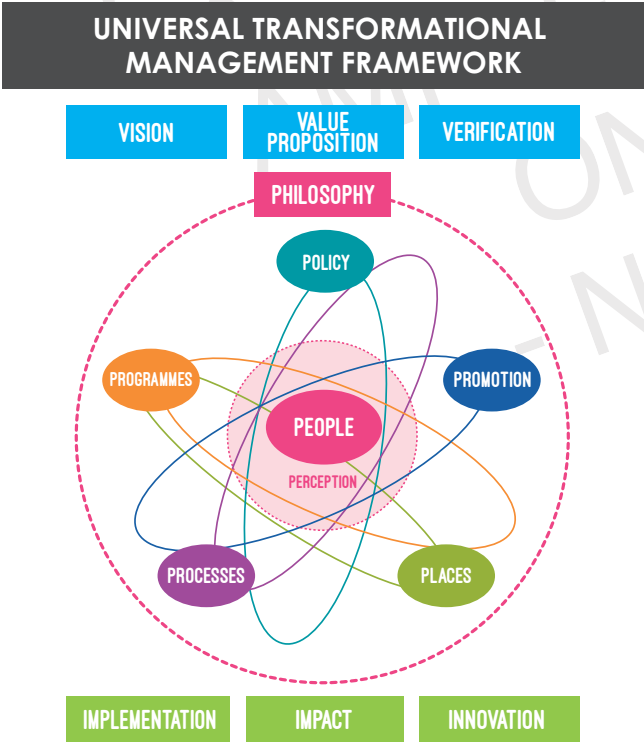 UNIVERSAL TRANSFORMATIONAL
MANAGEMENT FRAMEWORK
VISION
VALUE
PROPOSITION
VERIFICATION
PHILOSOPHY
POLICY
PROGRAMMES
PROMOTION
PEOPLE
PERCEPTION
PROCESSES
PLACES
IMPLEMENTATION
IMPACT
INNOVATION